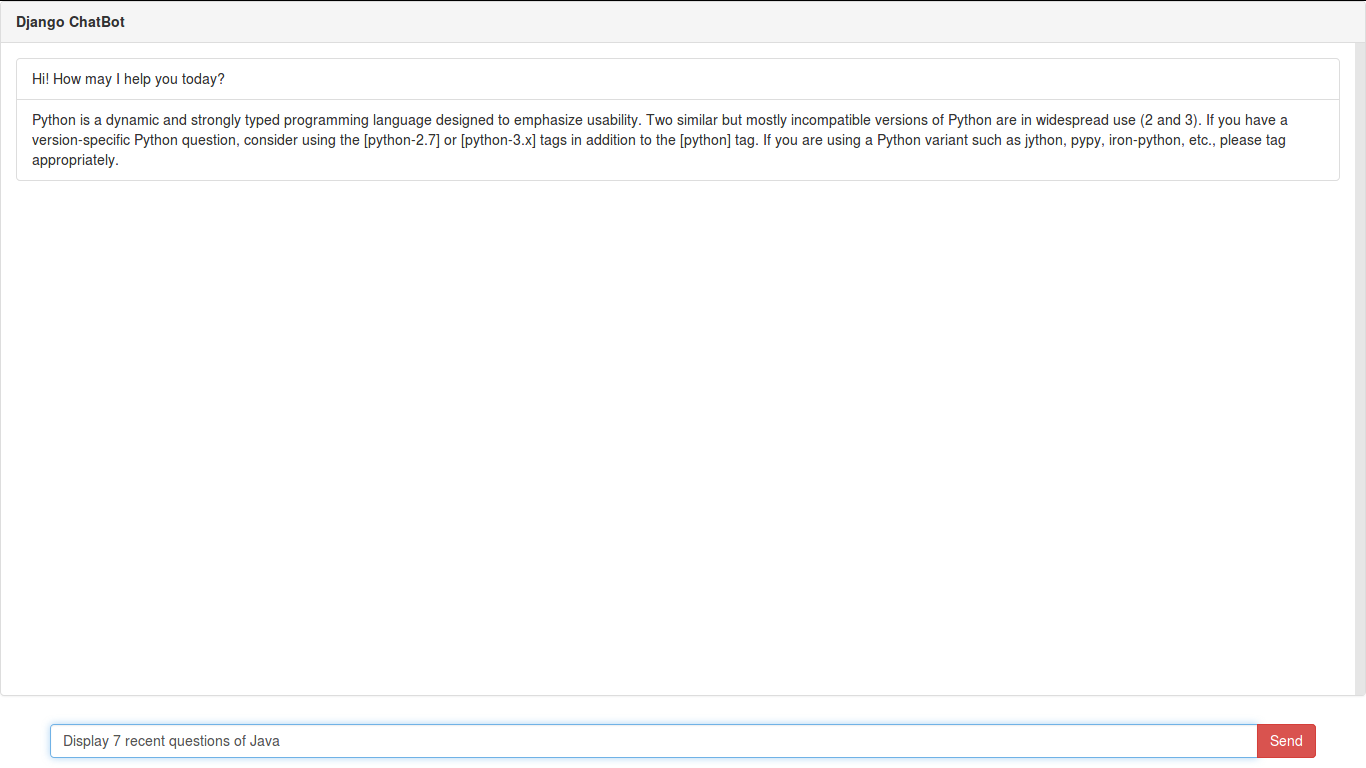 Django ChatBot
Hi! How may I help you today?
Python is a dynamic and strongly typed programming language designed to emphasize usability. Two similar but mostly incompatible versions of Python are in widespread use (2 and 3). If you have a
version-specific Python question, consider using the [python-2.7] or [python-3.x] tags in addition to the [python] tag. If you are using a Python variant such as jython, pypy, iron-python, etc., please tag
appropriately.
Display 7 recent questions of Java
Send